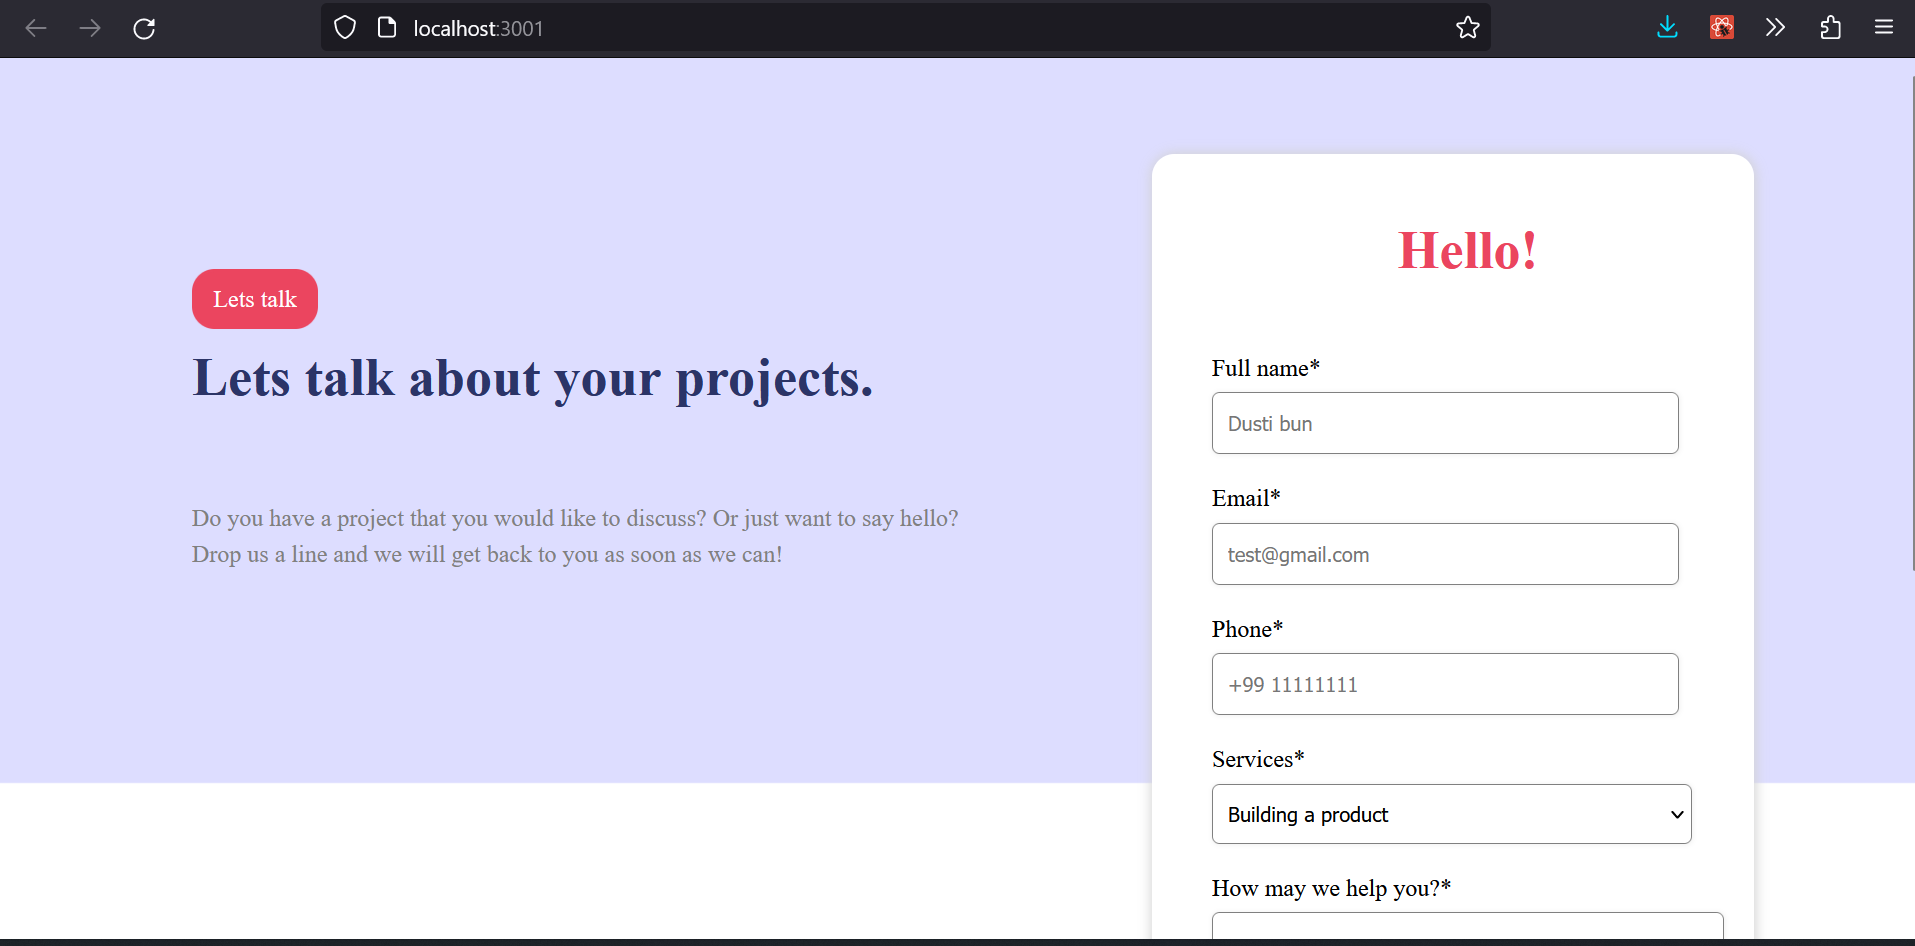 localhost:3001
Lets talk
Lets talk about your projects.
Do you have a project that you would like to discuss? Or just want to say hello?
Drop us a line and we will get back to you as soon as we can!
Hello!
Full name*
Dusti bun
Email*
test@gmail.com
Phone*
+99 11111111
Services*
Building a product
How may we help you?*